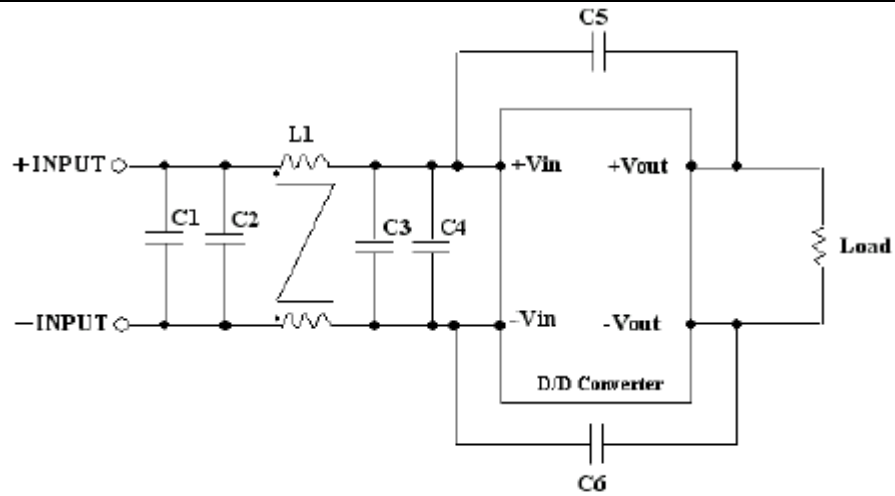 C5
L1
+INPUT
+Vin
+Vout
C1
C2
C3
C4
Load
−INPUT
-Vin
-Vout
D/D Converter
C6